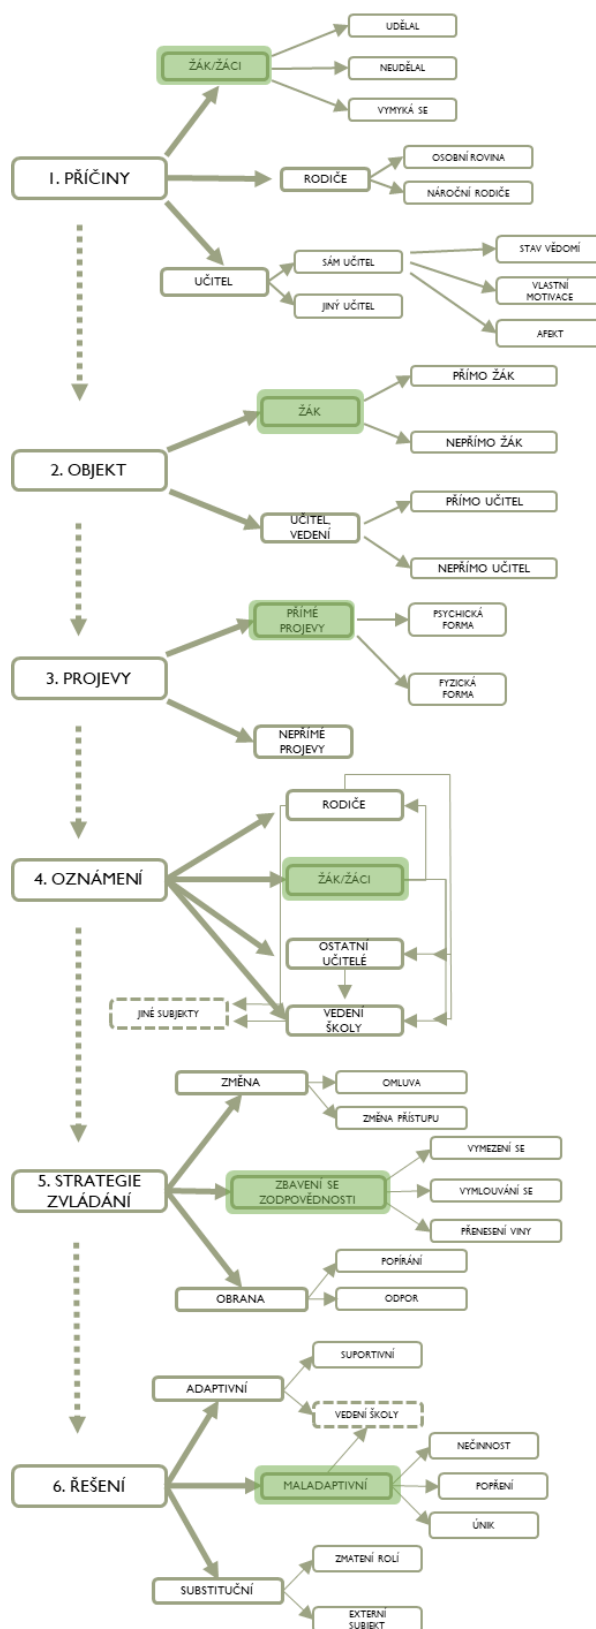 UDĚLAL
ŽÁK/ŽÁCI
NEUDĚLAL
VYMYKÁ SE
1. PŘÍČINY
RODIČE
OSOBNÍ ROVINA
NÁROČNÍ RODIČE
UČITEL
SÁM UČITEL
JINÝ UČITEL
STAV VĚDOMÍ
VLASTNÍ
MOTIVACE
AFEKT
2. OBJEKT
ŽÁK
PŘÍMO ŽÁK
NEPŘÍMO ŽÁK
UČITEL,
VEDENÍ
PŘÍMO UČITEL
NEPŘÍMO UČITEL
3. PROJEVY
PŘÍMÉ
PROJEVY
PSYCHICKÁ
FORMA
FYZICKÁ
FORMA
NEPŘÍMÉ
PROJEVY
4. OZNÁMENÍ
RODIČE
ŽÁK/ŽÁCI
OSTATNÍ
UČITELÉ
VEDENÍ
ŠKOLY
JINÉ SUBJEKTY
5. STRATEGIE
ZVLÁDÁNÍ
ZMĚNA
OMLUVA
ZMĚNA PŘÍSTUPU
ZBAVENÍ SE
ZODPOVĚDNOSTI
VYMEZENÍ SE
VYMLOUVÁNÍ SE
PŘENESENÍ VINY
OBRANA
POPÍRÁNÍ
ODPOR
6. ŘEŠENÍ
ADAPTIVNÍ
SUPORTIVNÍ
VEDENÍ ŠKOLY
MALADAPTIVNÍ
NEČINNOST
POPŘENÍ
ÚNIK
SUBSTITUČNÍ
ZMATENÍ ROLÍ
EXTERNÍ
SUBJEKT